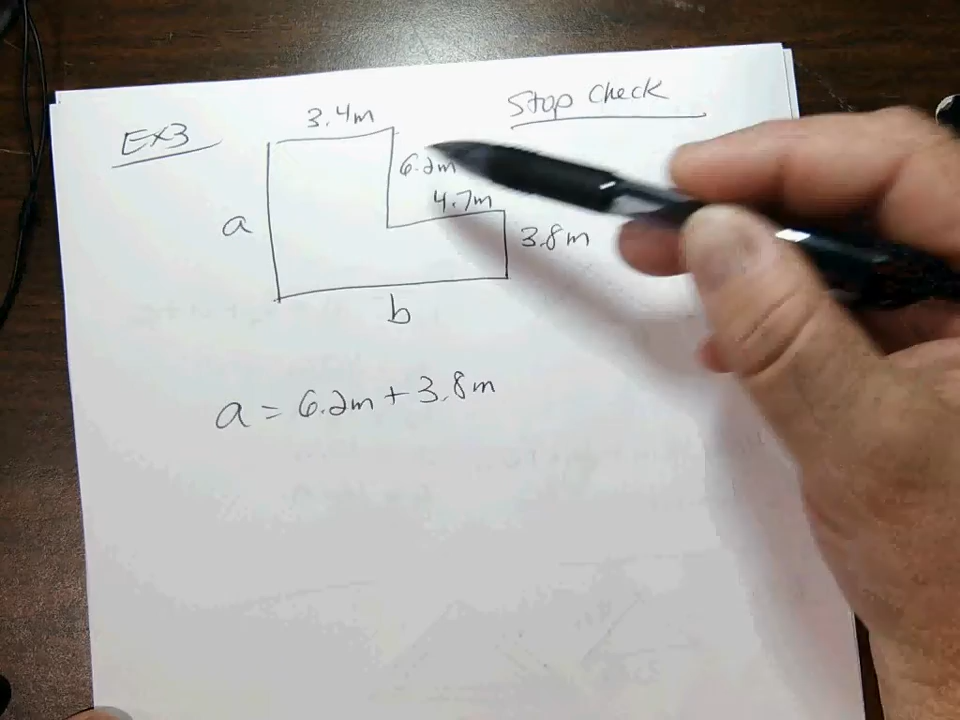 Stop Check
Ex3
3.4m
6.2m
4.7m
a
3.8m
b
a = 6.2m + 3.8m